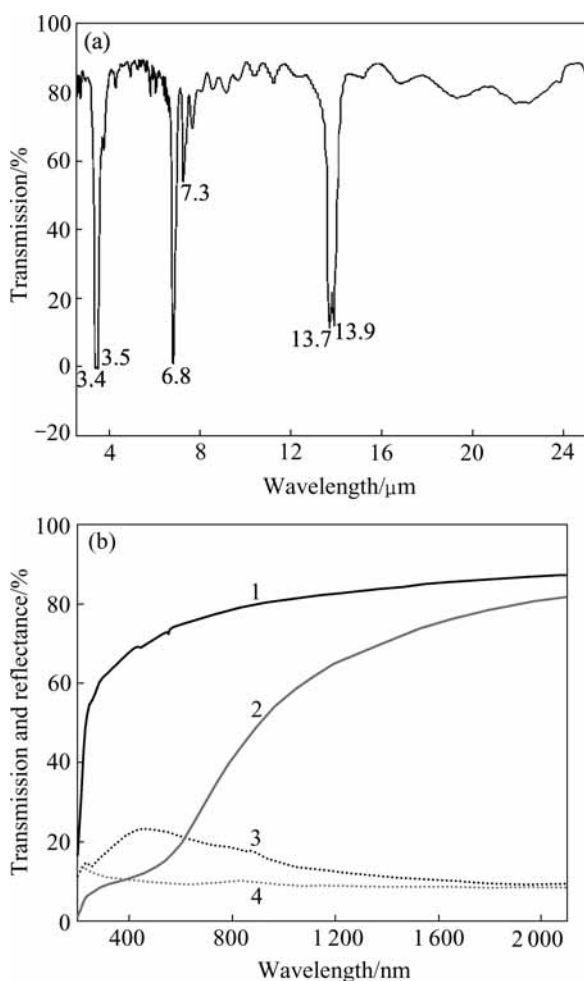 (a)
Transmission/%
100
80
60
40
20
0
−20
3.4
3.5
6.8
7.3
13.7
13.9
4 8 12 16 20 24
Wavelength/μm
(b)
Transmission and reflectance/%
100
80
60
40
20
0
1
2
3
4
400 800 1 200 1 600 2 000
Wavelength/nm